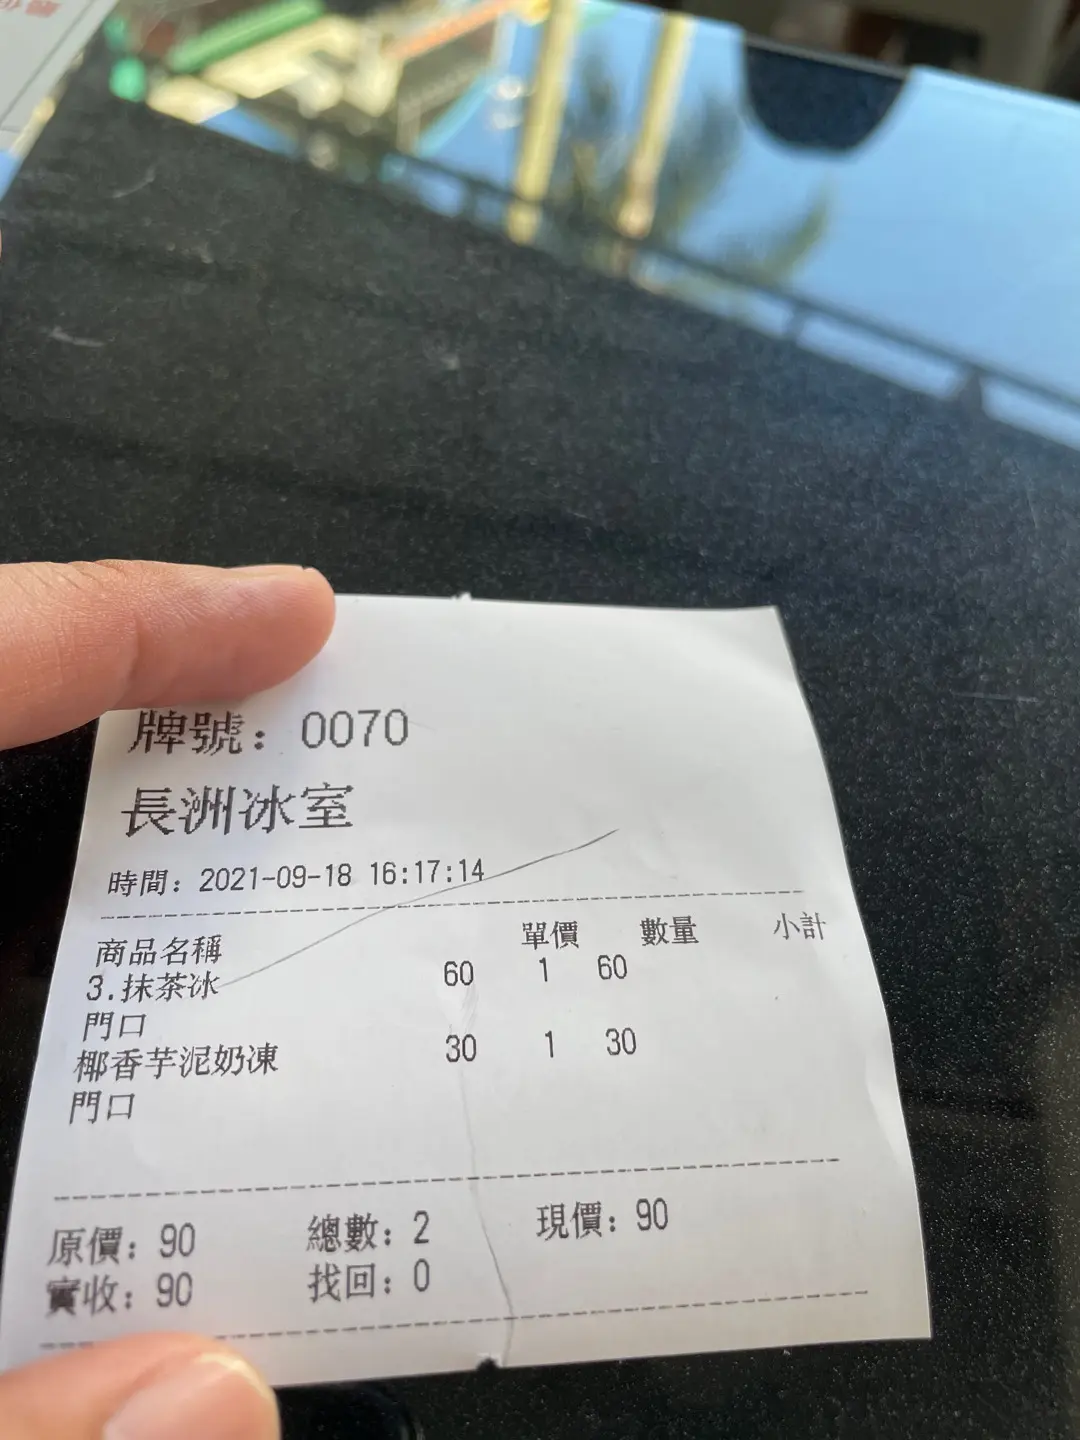 牌號：0070
長洲冰室
時間：2021-09-18 16:17:14
商品名稱 單價 數量 小計
3.抹茶冰 60 1 60
門口
椰香芋泥奶凍 30 1 30
門口
原價：90 總數：2 現價：90
實收：90 找回：0